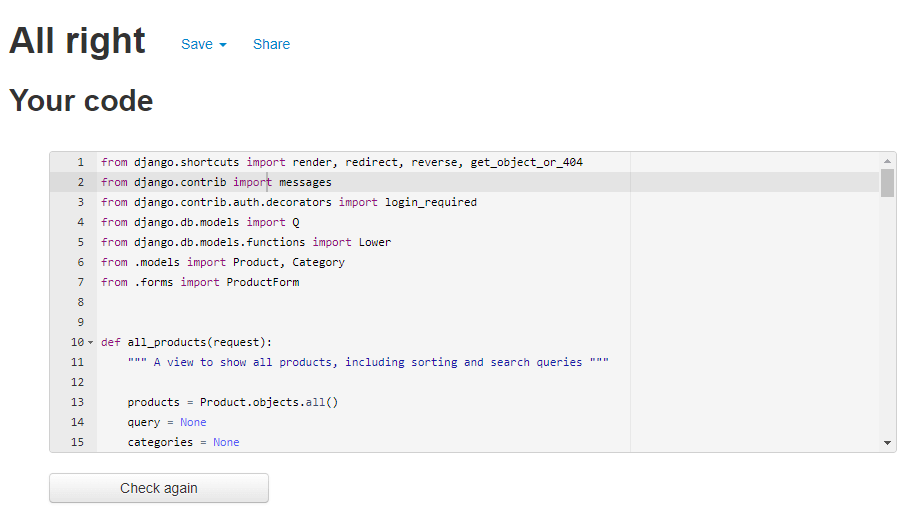 All right Save Share
Your code
1 from django.shortcuts import render, redirect, reverse, get_object_or_404
2 from django.contrib import messages
3 from django.contrib.auth.decorators import login_required
4 from django.db.models import Q
5 from django.db.models.functions import Lower
6 from .models import Product, Category
7 from .forms import ProductForm
8
9
10 def all_products(request):
11     """ A view to show all products, including sorting and search queries """
12
13     products = Product.objects.all()
14     query = None
15     categories = None
Check again